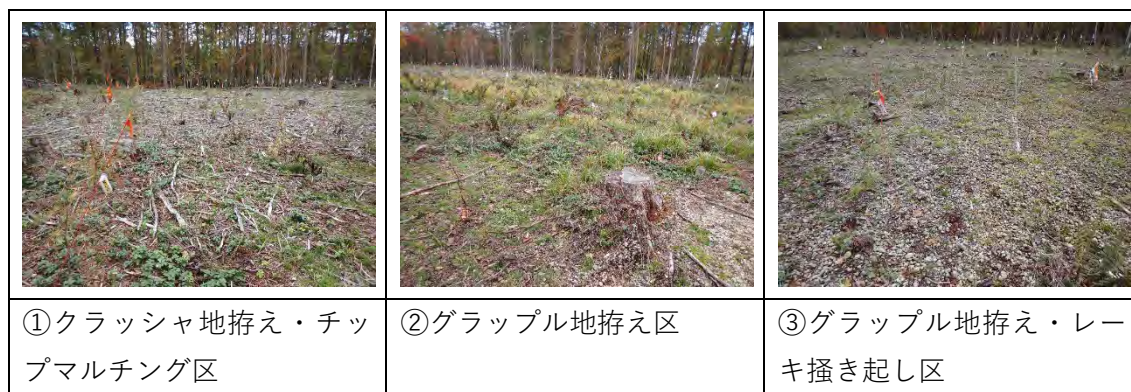 ①クラッシャ地拵え・チッ
プマルチング区
②グラップル地拵え区
③グラップル地拵え・レー
キ掻き起し区